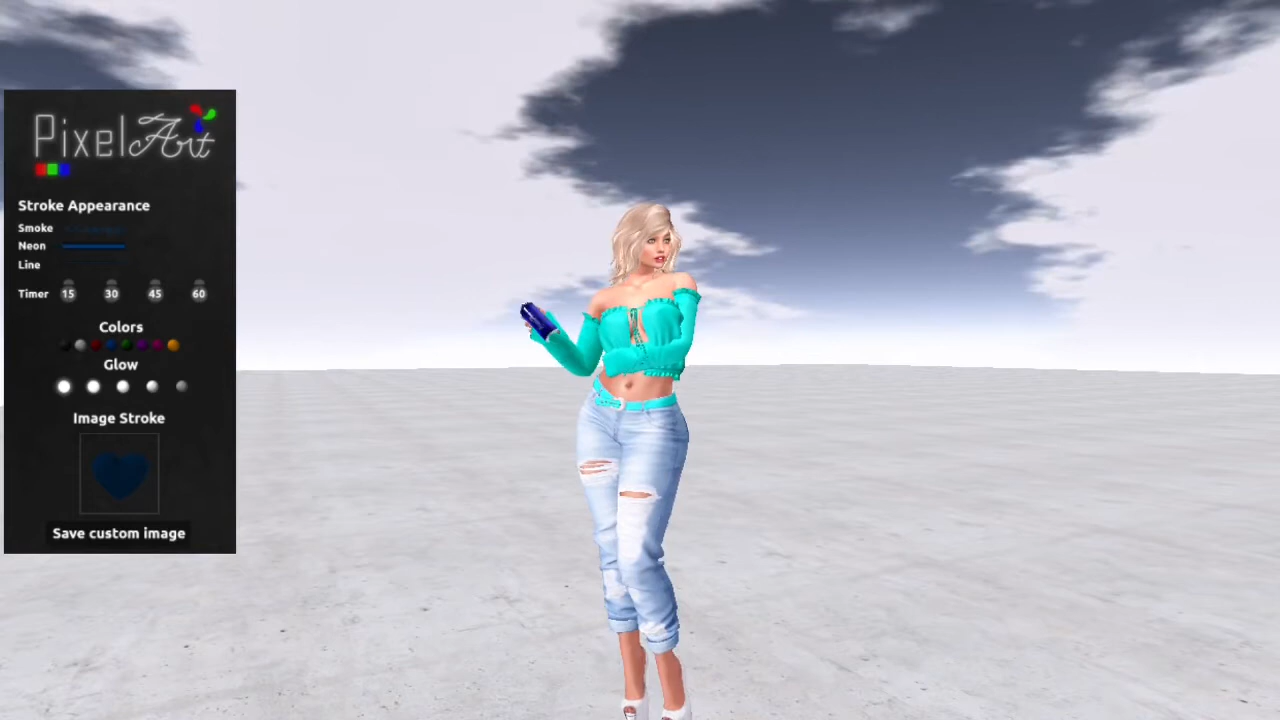 PixelArt
Stroke Appearance
Smoke
Neon
Line
Timer 15 30 45 60
Colors
Glow
Image Stroke
Save custom image